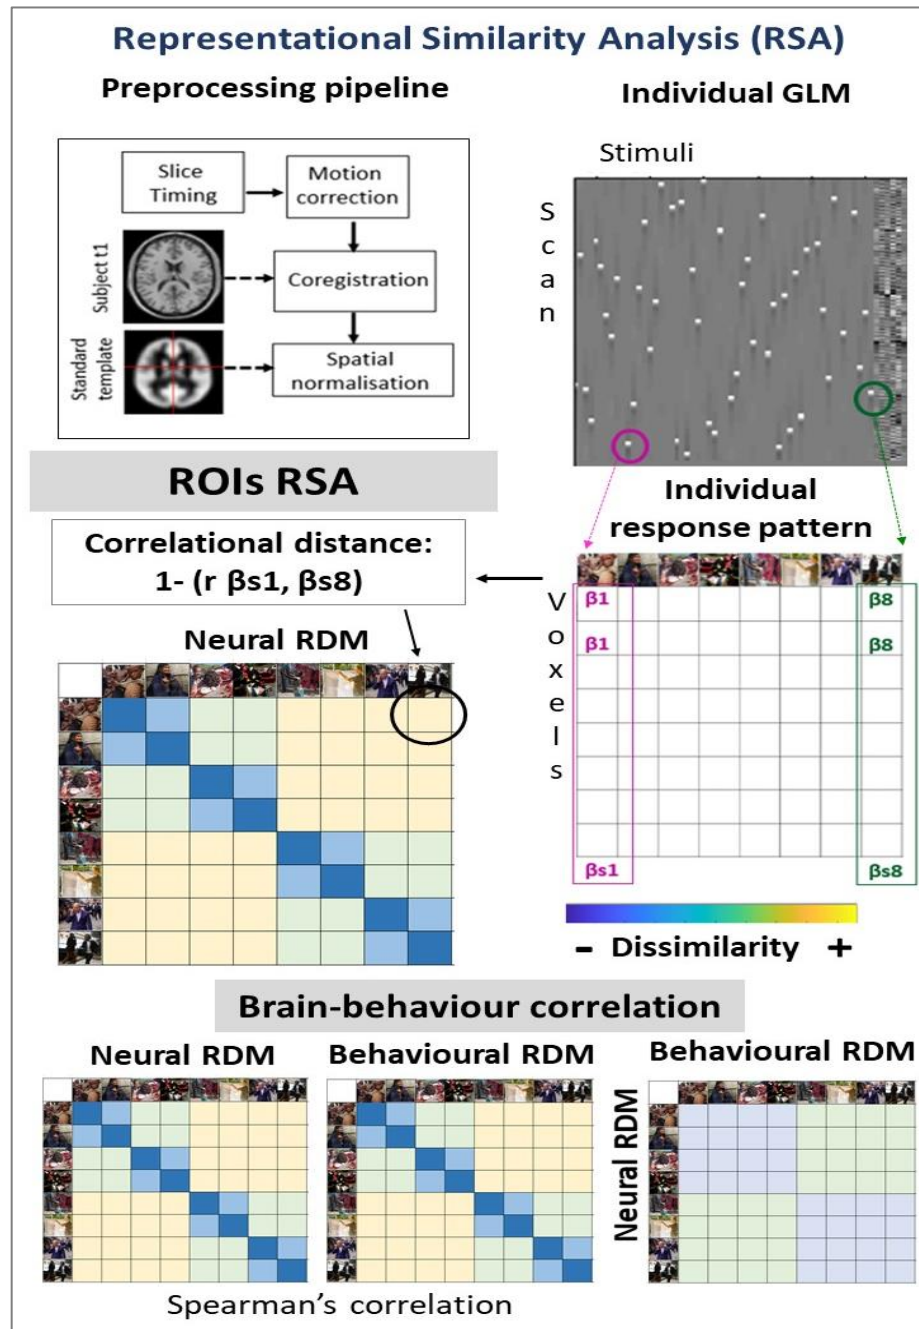 Representational Similarity Analysis (RSA)
Preprocessing pipeline
Slice
Timing
Motion
correction
Subject t1
Coregistration
Standard
template
Spatial
normalisation
Individual GLM
Stimuli
Scan
ROIs RSA
Individual
response pattern
Correlational distance:
1- (r βs1, βs8)
Voxels
β1
β8
β1
β8
βs1
βs8
Neural RDM
- Dissimilarity +
Brain-behaviour correlation
Neural RDM
Behavioural RDM
Behavioural RDM
Neural RDM
Spearman's correlation